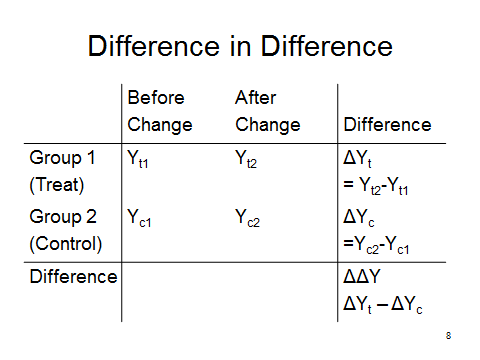 Difference in Difference
Before Change
After Change
Difference
Group 1 (Treat)
Yt1
Yt2
ΔYt = Yt2-Yt1
Group 2 (Control)
Yc1
Yc2
ΔYc =Yc2-Yc1
Difference
ΔΔY
ΔYt – ΔYc
8